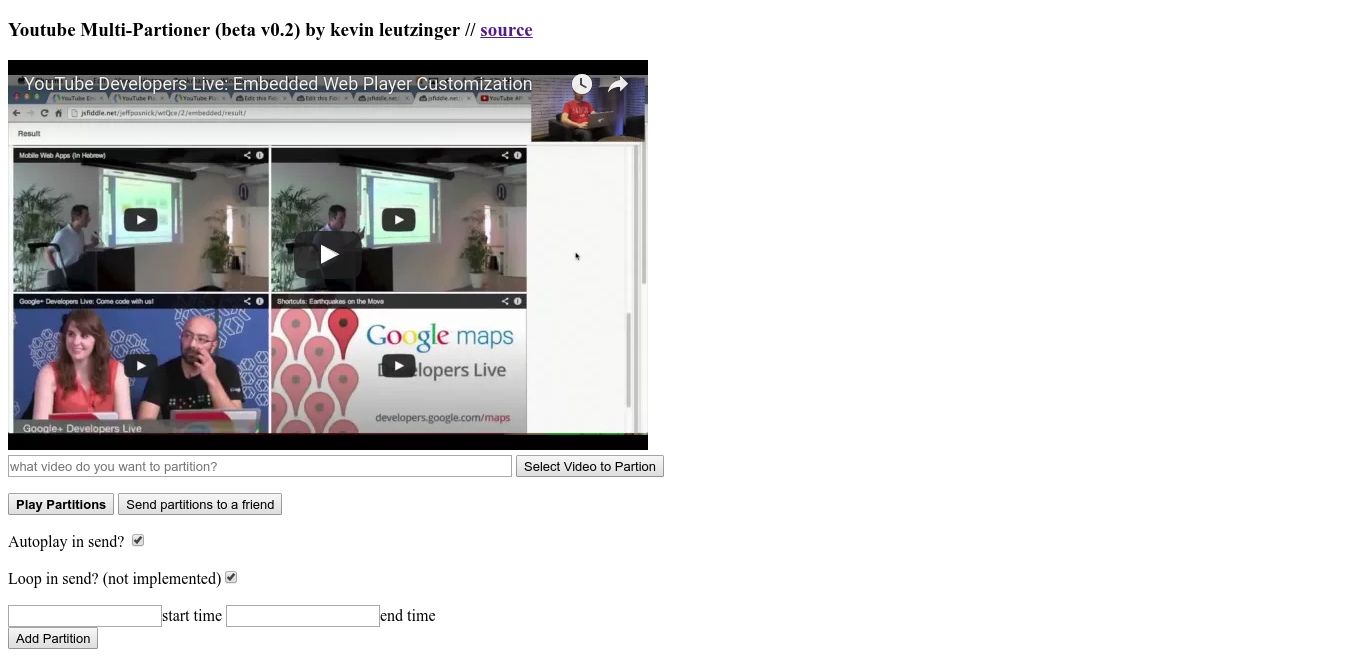 Youtube Multi-Partioner (beta v0.2) by kevin leutzinger // source
YouTube Developers Live: Embedded Web Player Customization
jsfiddle.net/jeffposnick/wtQce/2/embedded/result/
Result
Mobile Web Apps (in Hebrew)
Google+ Developers Live: Come code with us!
Shortcuts: Earthquakes on the Move
Google maps
Developers Live
developers.google.com/maps
Google+ Developers Live
what video do you want to partition? Select Video to Partion
Play Partitions Send partitions to a friend
Autoplay in send?
Loop in send? (not implemented)
start time end time
Add Partition